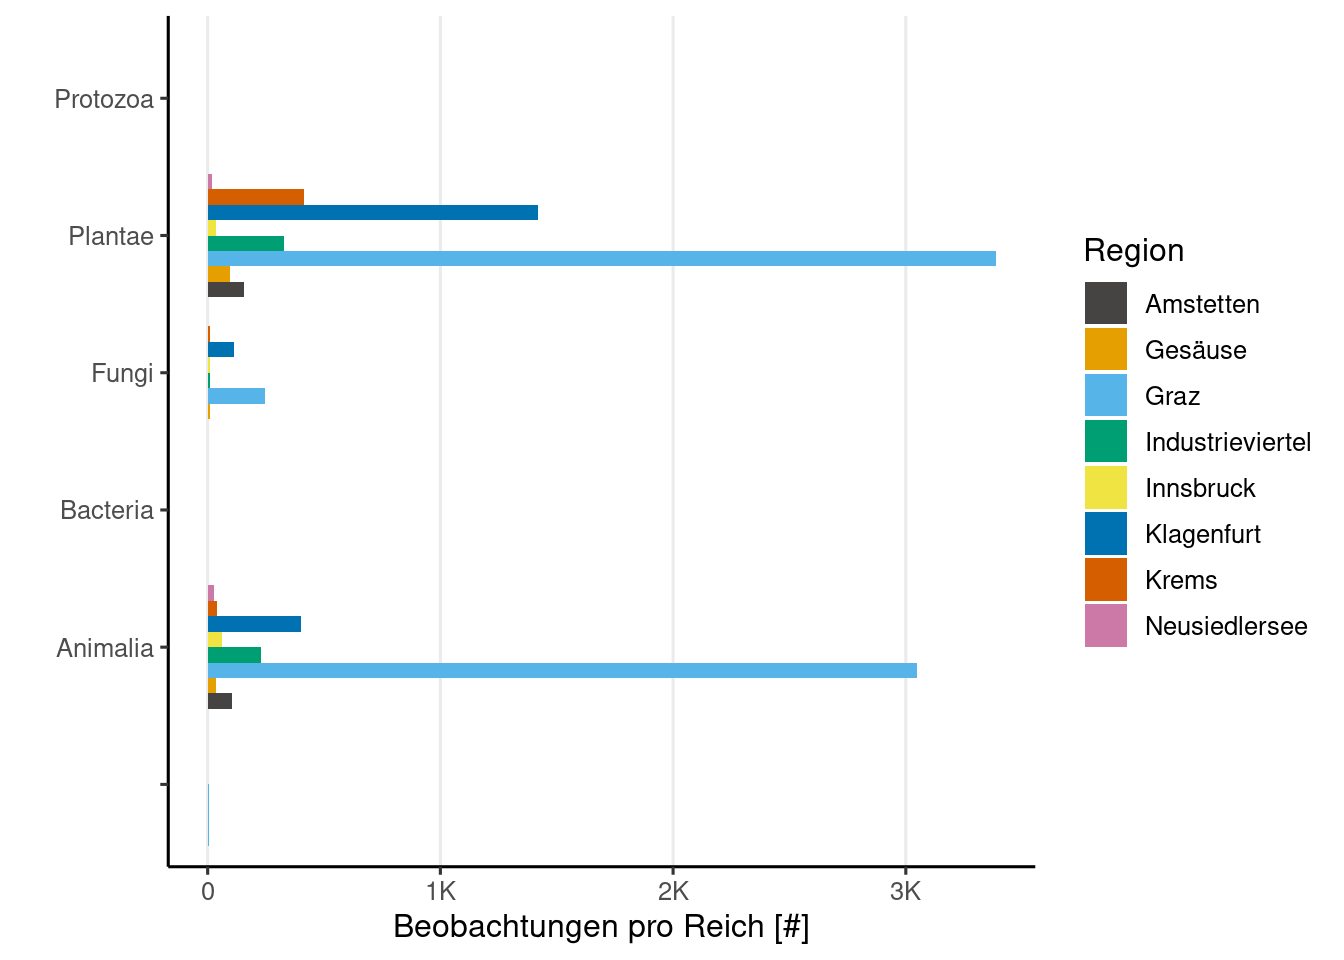 Protozoa
Plantae
Fungi
Bacteria
Animalia
0 1K 2K 3K
Beobachtungen pro Reich [#]
Region
Amstetten
Gesäuse
Graz
Industrieviertel
Innsbruck
Klagenfurt
Krems
Neusiedlersee